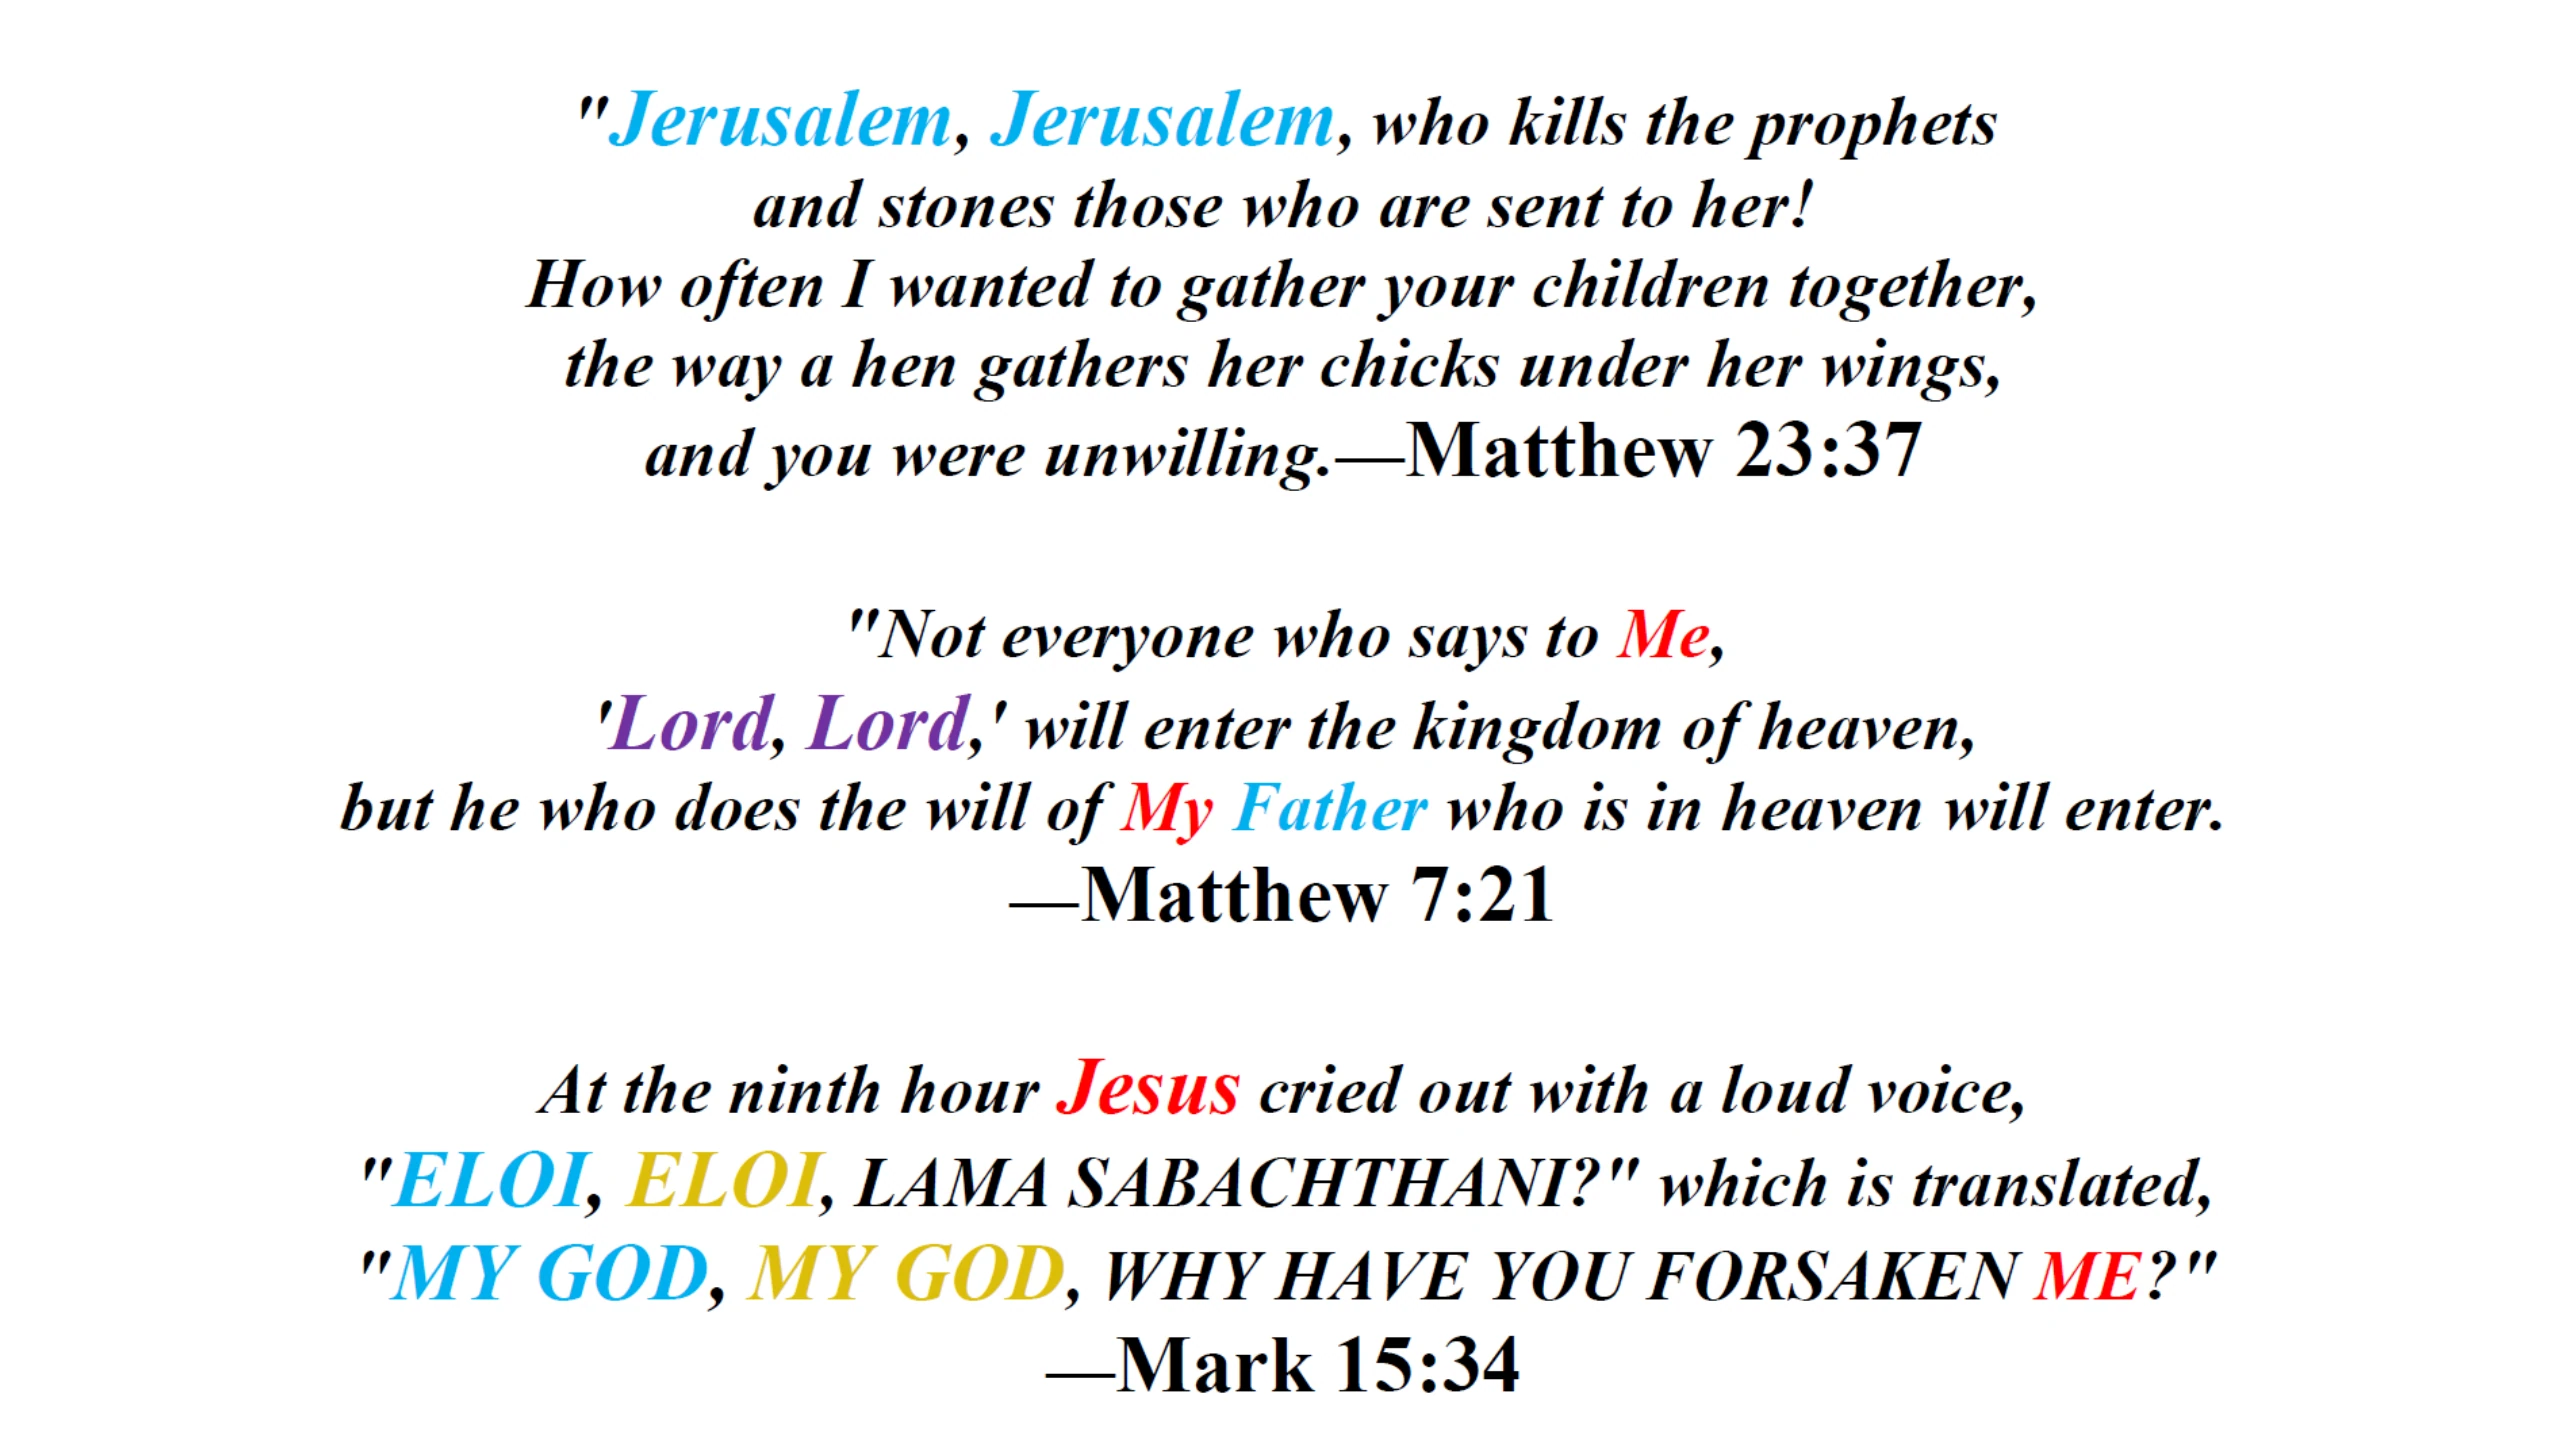 "Jerusalem, Jerusalem, who kills the prophets
and stones those who are sent to her!
How often I wanted to gather your children together,
the way a hen gathers her chicks under her wings,
and you were unwilling.—Matthew 23:37
"Not everyone who says to Me,
'Lord, Lord,' will enter the kingdom of heaven,
but he who does the will of My Father who is in heaven will enter.
—Matthew 7:21
At the ninth hour Jesus cried out with a loud voice,
"ELOI, ELOI, LAMA SABACHTHANI?" which is translated,
"MY GOD, MY GOD, WHY HAVE YOU FORSAKEN ME?"
—Mark 15:34